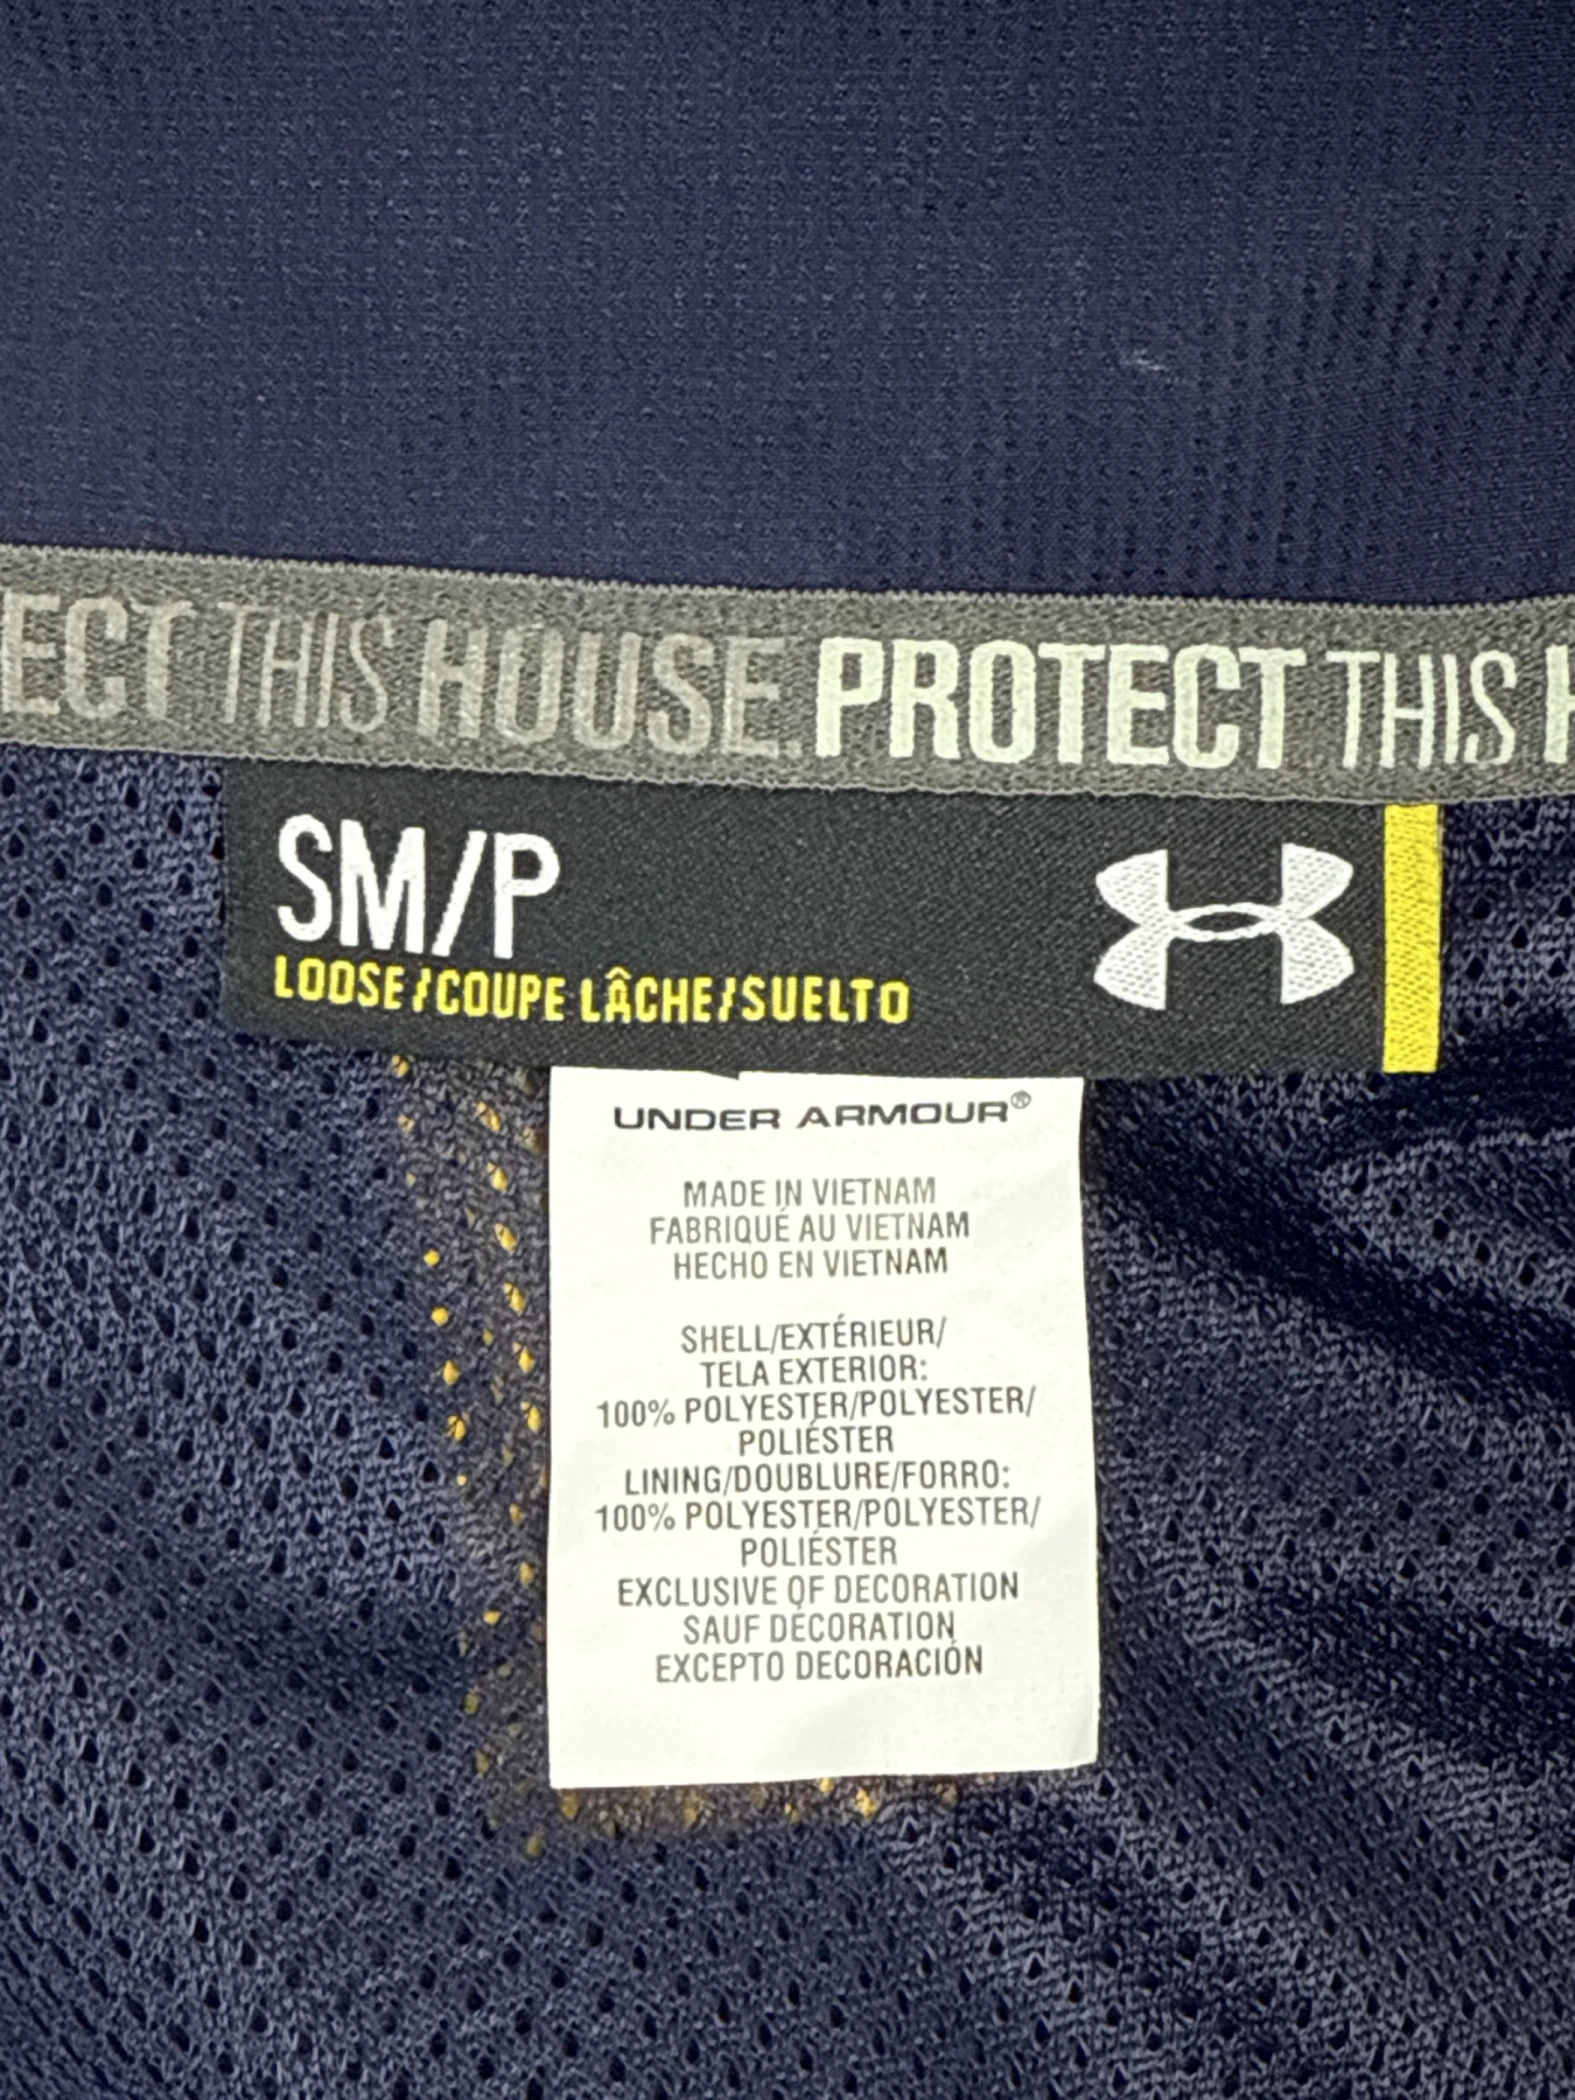 ECT THIS HOUSE. PROTECT THIS H
SM/P
LOOSE/COUPE LÂCHE/SUELTO
UNDER ARMOUR®
MADE IN VIETNAM
FABRIQUÉ AU VIETNAM
HECHO EN VIETNAM
SHELL/EXTÉRIEUR/
TELA EXTERIOR:
100% POLYESTER/POLYESTER/
POLIÉSTER
LINING/DOUBLURE/FORRO:
100% POLYESTER/POLYESTER/
POLIÉSTER
EXCLUSIVE OF DECORATION
SAUF DÉCORATION
EXCEPTO DECORACIÓN